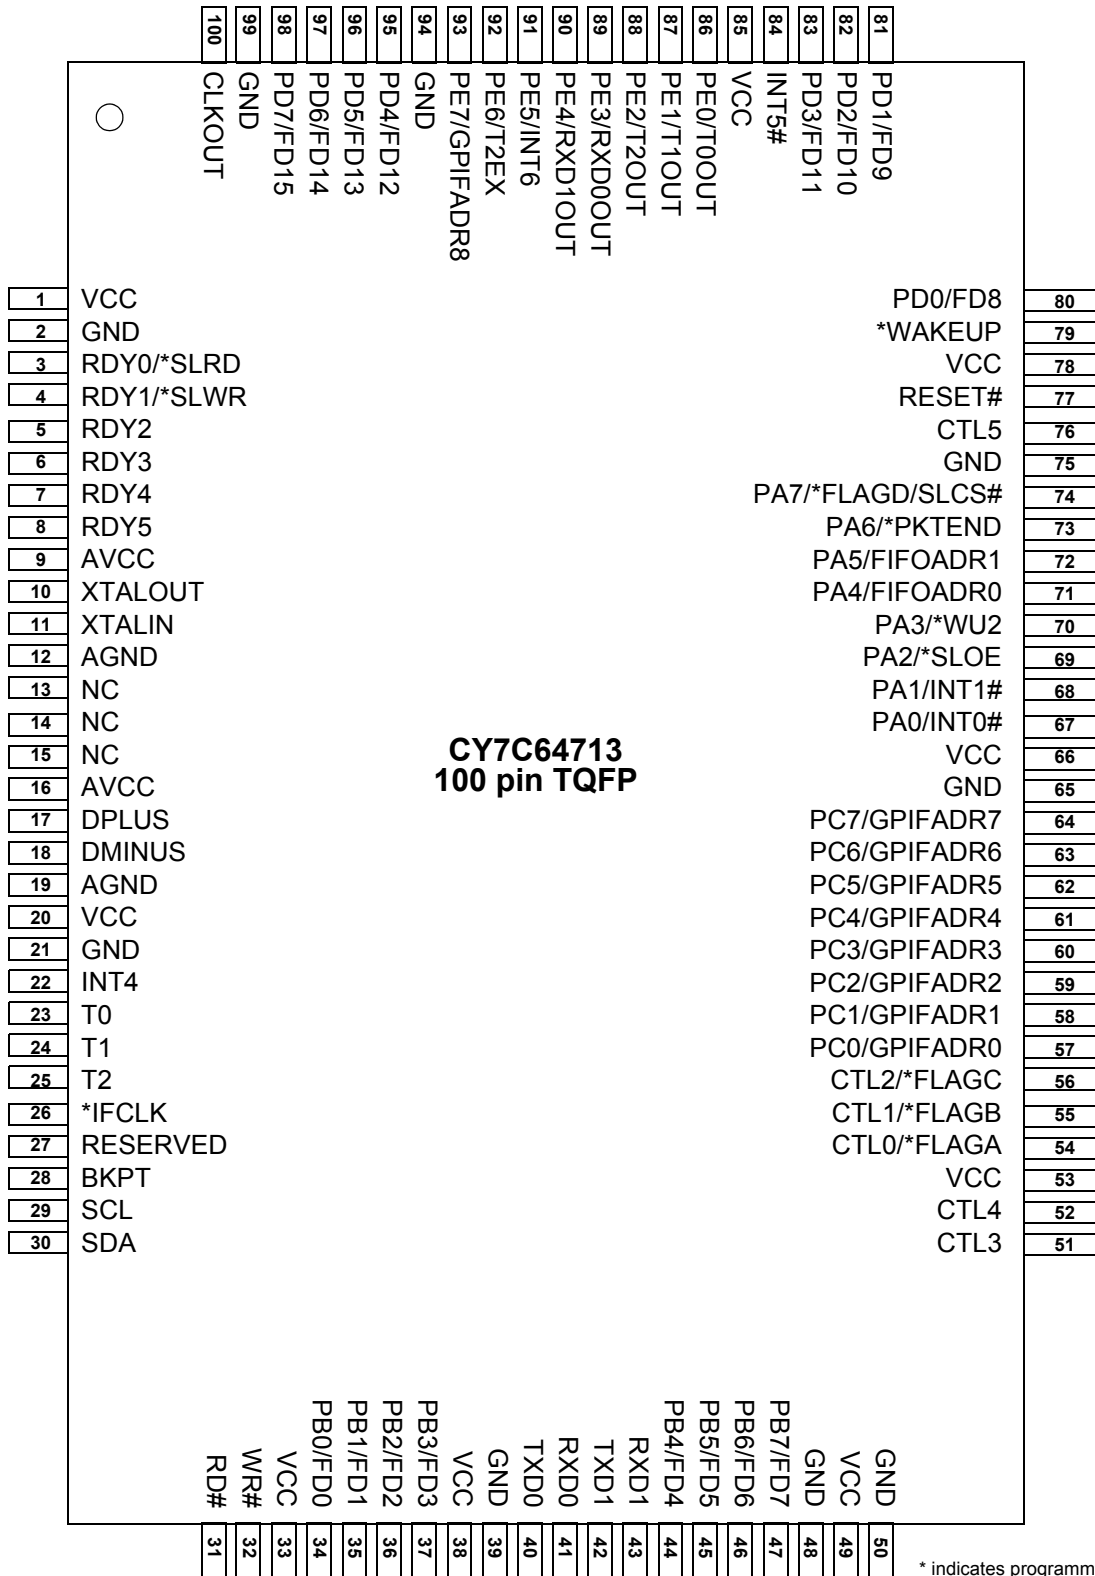 100 99 98 97 96 95 94 93 92 91 90 89 88 87 86 85 84 83 82 81
CLKOUT
GND
PD7/FD15
PD6/FD14
PD5/FD13
PD4/FD12
GND
PE7/GPIFADR8
PE6/T2EX
PE5/INT6
PE4/RXD1OUT
PE3/RXD0OUT
PE2/T2OUT
PE1/T1OUT
PE0/T0OUT
VCC
INT5#
PD3/FD11
PD2/FD10
PD1/FD9
1 VCC
2 GND
3 RDY0/*SLRD
4 RDY1/*SLWR
5 RDY2
6 RDY3
7 RDY4
8 RDY5
9 AVCC
10 XTALOUT
11 XTALIN
12 AGND
13 NC
14 NC
15 NC
16 AVCC
17 DPLUS
18 DMINUS
19 AGND
20 VCC
21 GND
22 INT4
23 T0
24 T1
25 T2
26 *IFCLK
27 RESERVED
28 BKPT
29 SCL
30 SDA
CY7C64713
100 pin TQFP
PD0/FD8 80
*WAKEUP 79
VCC 78
RESET# 77
CTL5 76
GND 75
PA7/*FLAGD/SLCS# 74
PA6/*PKTEND 73
PA5/FIFOADR1 72
PA4/FIFOADR0 71
PA3/*WU2 70
PA2/*SLOE 69
PA1/INT1# 68
PA0/INT0# 67
VCC 66
GND 65
PC7/GPIFADR7 64
PC6/GPIFADR6 63
PC5/GPIFADR5 62
PC4/GPIFADR4 61
PC3/GPIFADR3 60
PC2/GPIFADR2 59
PC1/GPIFADR1 58
PC0/GPIFADR0 57
CTL2/*FLAGC 56
CTL1/*FLAGB 55
CTL0/*FLAGA 54
VCC 53
CTL4 52
CTL3 51
RD#
WR#
VCC
PB0/FD0
PB1/FD1
PB2/FD2
PB3/FD3
VCC
GND
TXD0
RXD0
TXD1
RXD1
PB4/FD4
PB5/FD5
PB6/FD6
PB7/FD7
GND
VCC
GND
31 32 33 34 35 36 37 38 39 40 41 42 43 44 45 46 47 48 49 50
* indicates programm